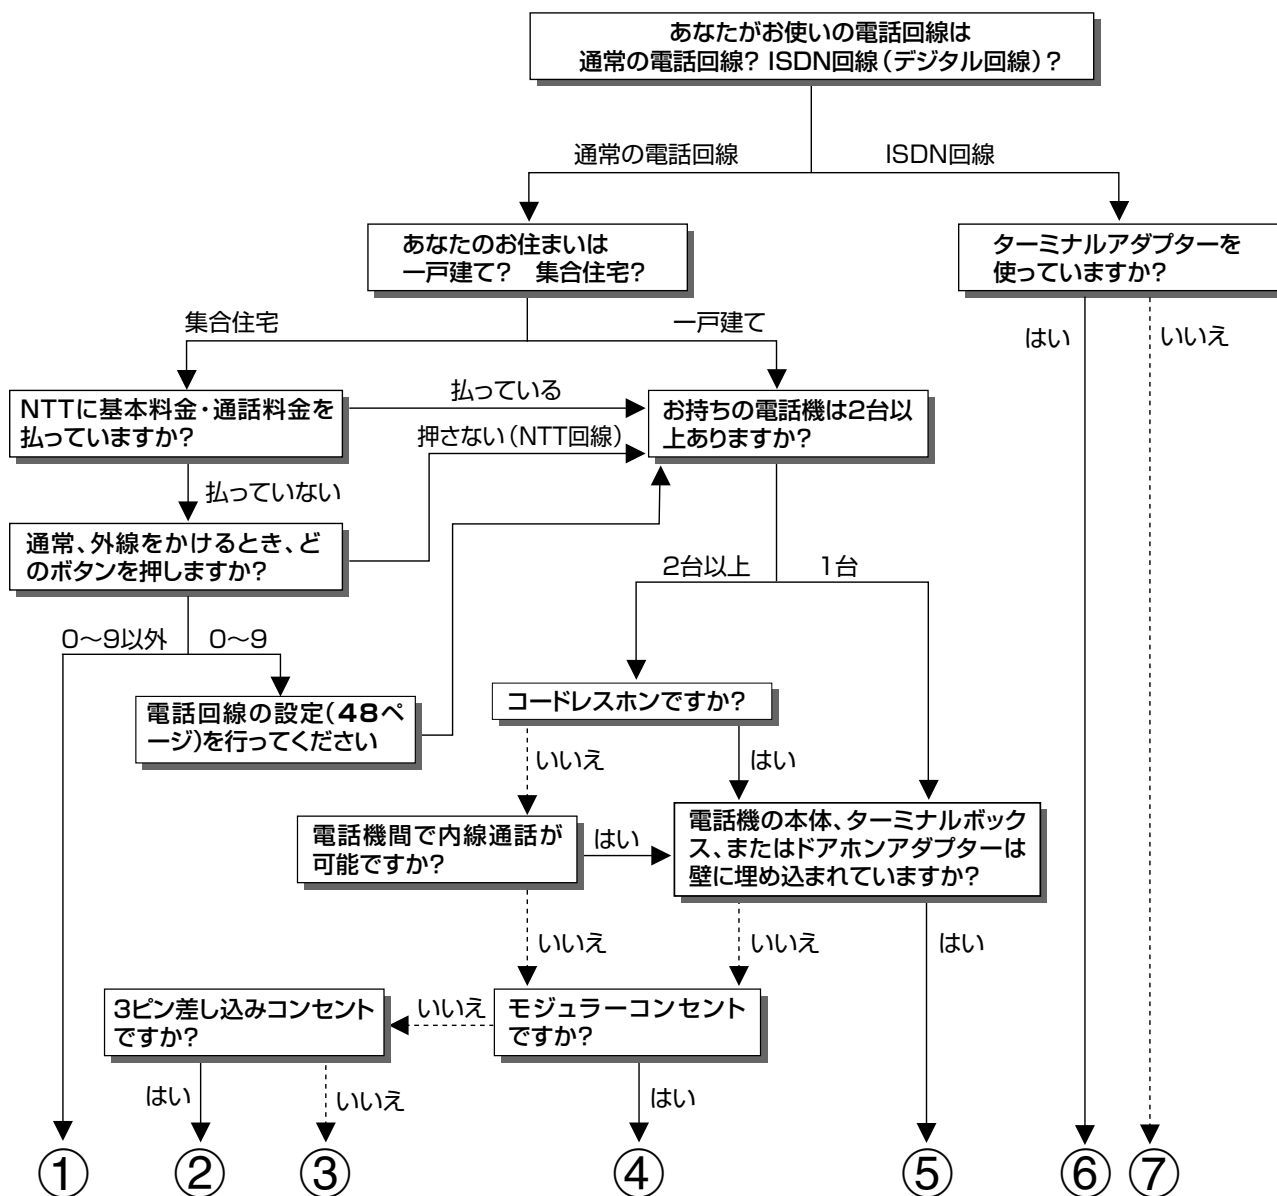 あなたがお使いの電話回線は
通常の電話回線? ISDN回線(デジタル回線)?
通常の電話回線
ISDN回線
あなたのお住まいは
一戸建て? 集合住宅?
ターミナルアダプターを
使っていますか?
集合住宅
一戸建て
はい
いいえ
NTTに基本料金・通話料金を
払っていますか?
払っている
お持ちの電話機は2台以
上ありますか?
押さない(NTT回線)
払っていない
通常、外線をかけるとき、ど
のボタンを押しますか?
2台以上
1台
0〜9以外
0〜9
電話回線の設定(48ペ
ージ)を行ってください
コードレスホンですか?
いいえ
はい
電話機間で内線通話が
可能ですか?
はい
電話機の本体、ターミナルボック
ス、またはドアホンアダプターは
壁に埋め込まれていますか?
いいえ
いいえ
はい
3ピン差し込みコンセント
ですか?
いいえ
モジュラーコンセント
ですか?
はい
いいえ
はい
①
②
③
④
⑤
⑥
⑦